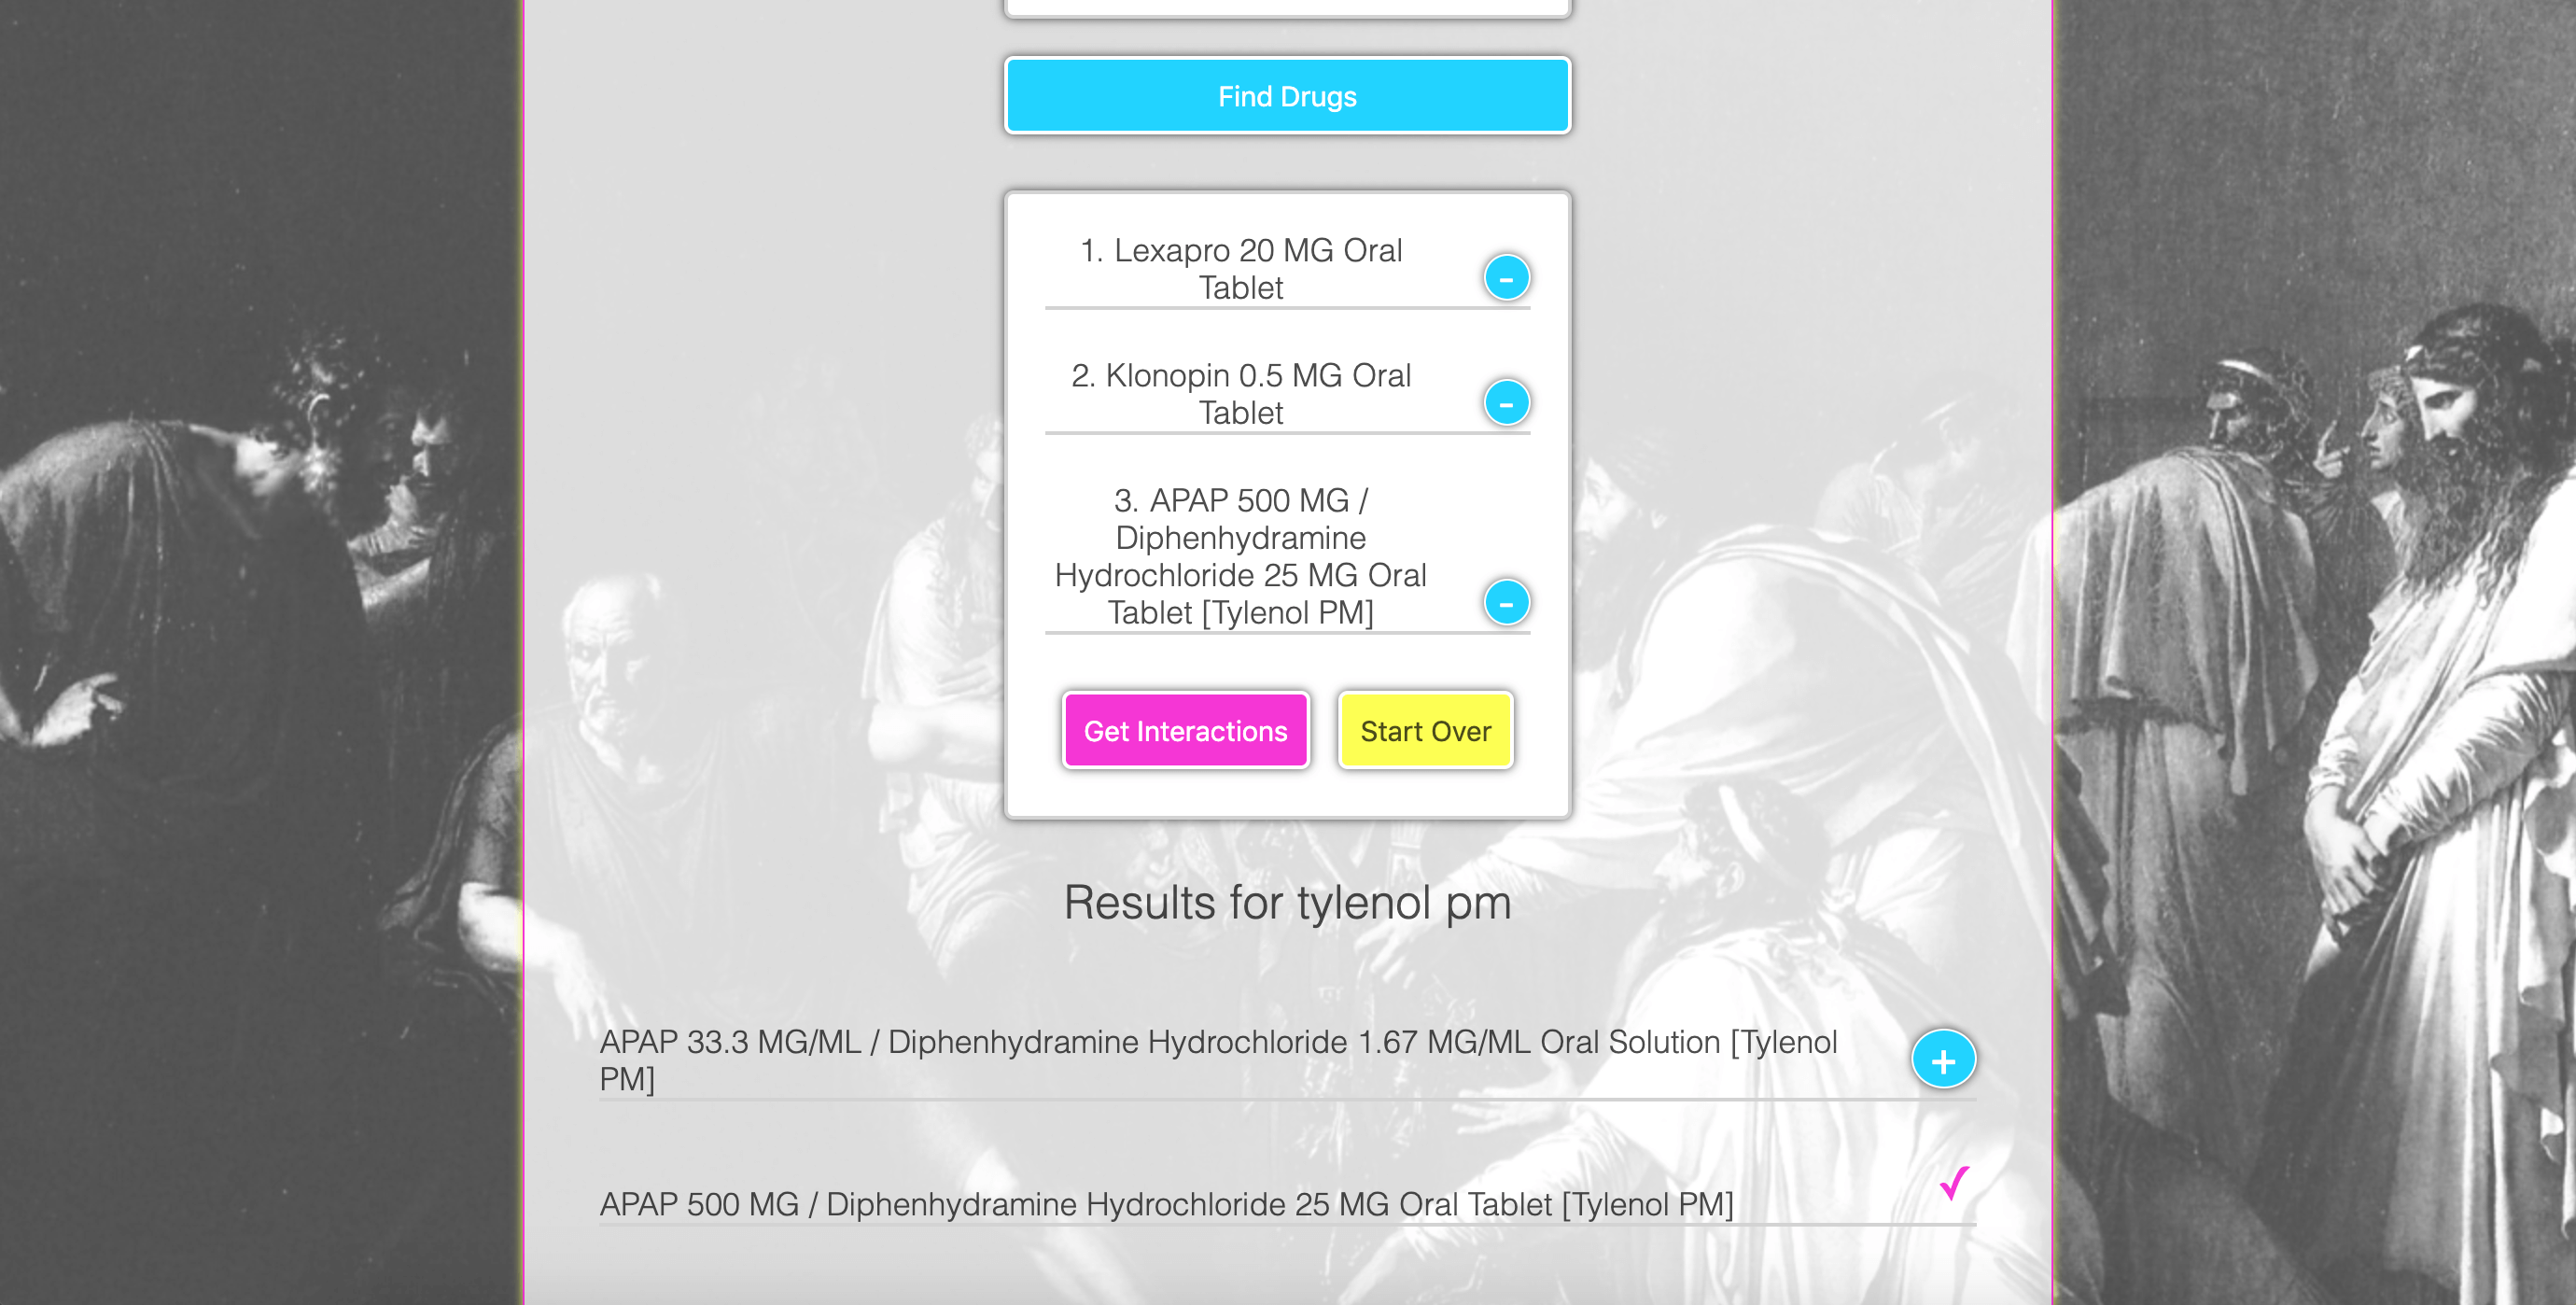 Find Drugs
1. Lexapro 20 MG Oral
Tablet
-
2. Klonopin 0.5 MG Oral
Tablet
-
3. APAP 500 MG /
Diphenhydramine
Hydrochloride 25 MG Oral
Tablet [Tylenol PM]
-
Get Interactions
Start Over
Results for tylenol pm
APAP 33.3 MG/ML / Diphenhydramine Hydrochloride 1.67 MG/ML Oral Solution [Tylenol
PM]
+
APAP 500 MG / Diphenhydramine Hydrochloride 25 MG Oral Tablet [Tylenol PM]